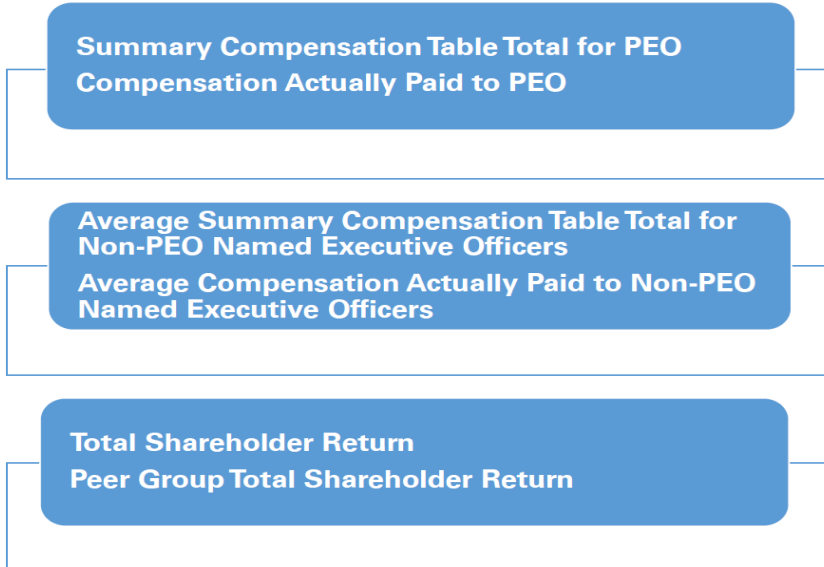 Summary Compensation Table Total for PEO
Compensation Actually Paid to PEO
Average Summary Compensation Table Total for
Non-PEO Named Executive Officers
Average Compensation Actually Paid to Non-PEO
Named Executive Officers
Total Shareholder Return
Peer Group Total Shareholder Return